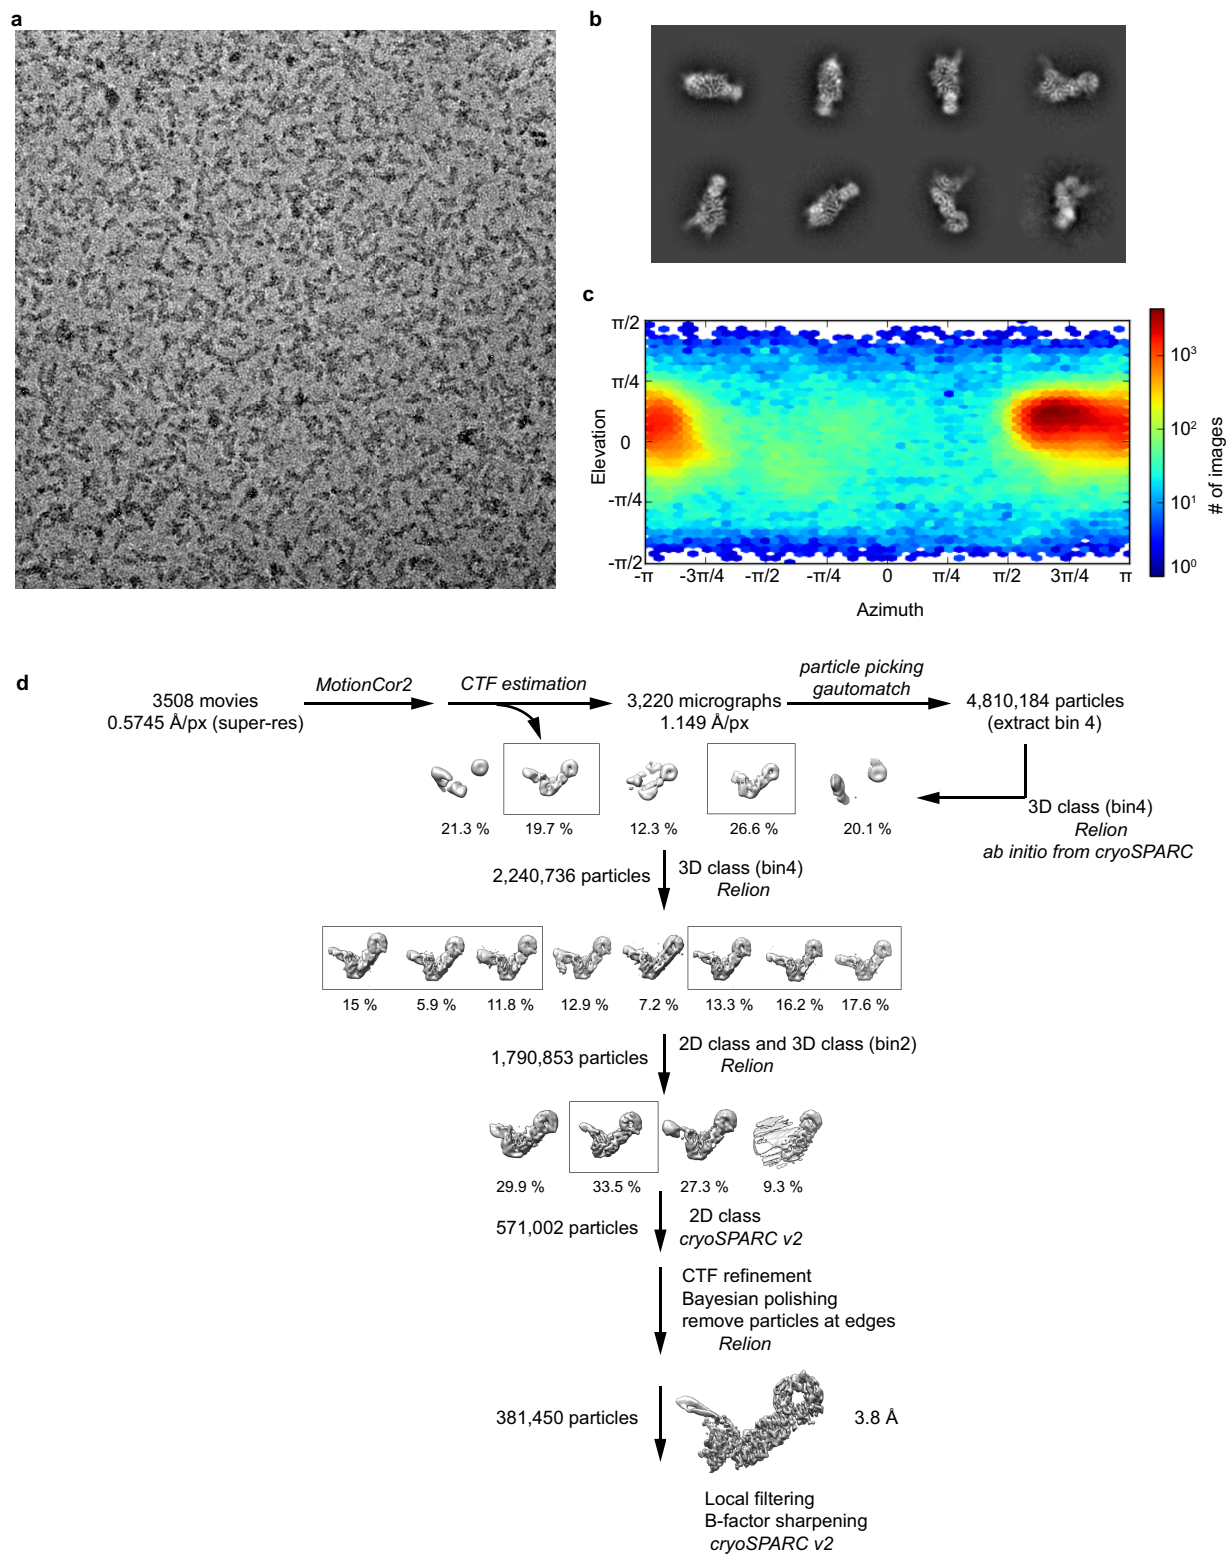 a
b
c
π/2
π/4
0
-π/4
-π/2
Elevation
-π
-3π/4
-π/2
-π/4
0
π/4
π/2
3π/4
π
Azimuth
10³
10²
10¹
10⁰
# of images
d
3508 movies
0.5745 Å/px (super-res)
MotionCor2
CTF estimation
3,220 micrographs
1.149 Å/px
particle picking
gautomatch
4,810,184 particles
(extract bin 4)
3D class (bin4)
Relion
ab initio from cryoSPARC
21.3 %
19.7 %
12.3 %
26.6 %
20.1 %
2,240,736 particles
3D class (bin4)
Relion
15 %
5.9 %
11.8 %
12.9 %
7.2 %
13.3 %
16.2 %
17.6 %
1,790,853 particles
2D class and 3D class (bin2)
Relion
29.9 %
33.5 %
27.3 %
9.3 %
571,002 particles
2D class
cryoSPARC v2
CTF refinement
Bayesian polishing
remove particles at edges
Relion
381,450 particles
3.8 Å
Local filtering
B-factor sharpening
cryoSPARC v2